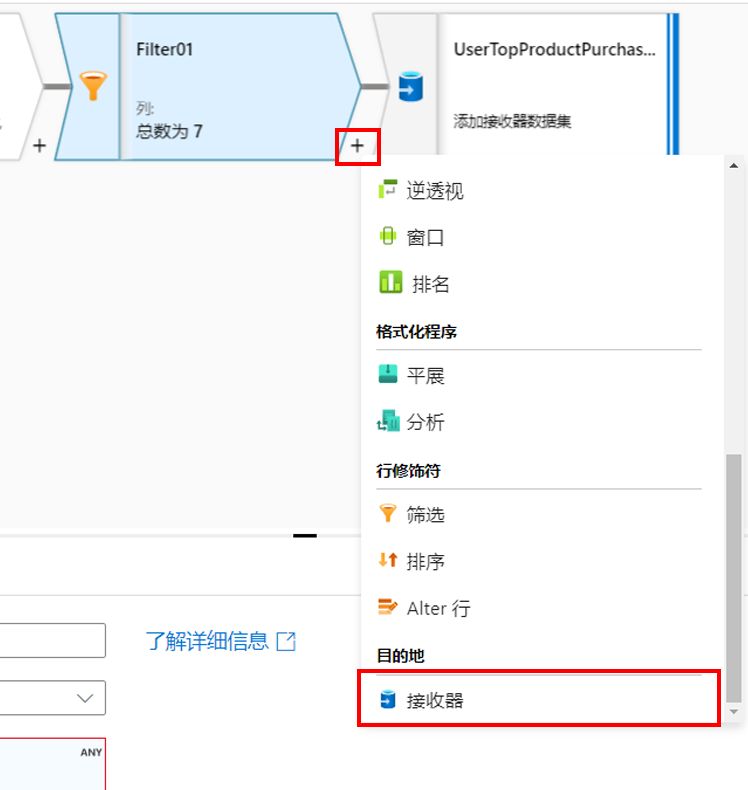 Filter01
列:
总数为 7
+
+
UserTopProductPurchas...
添加接收器数据集
逆透视
窗口
排名
格式化程序
平展
分析
行修饰符
筛选
排序
Alter 行
目的地
接收器
了解详细信息
ANY